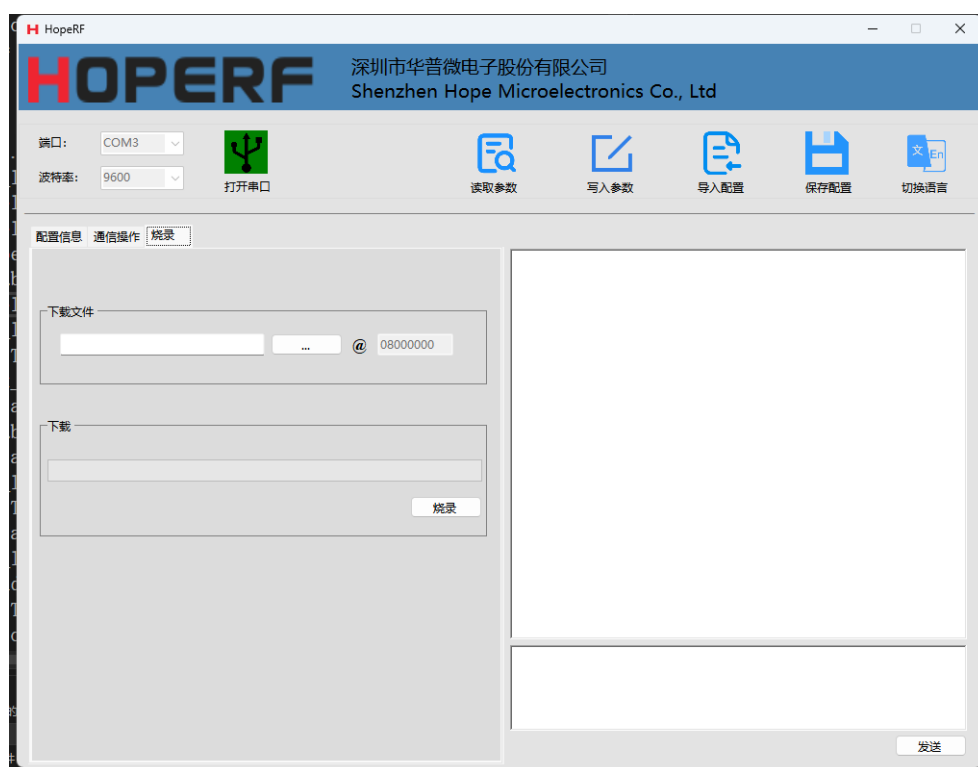 HopeRF
HOPERF
深圳市华普微电子股份有限公司
Shenzhen Hope Microelectronics Co., Ltd
端口:
COM3
波特率:
9600
打开串口
读取参数
写入参数
导入配置
保存配置
文
En
切换语言
配置信息 通信操作 烧录
下载文件
...
@
08000000
下载
烧录
发送